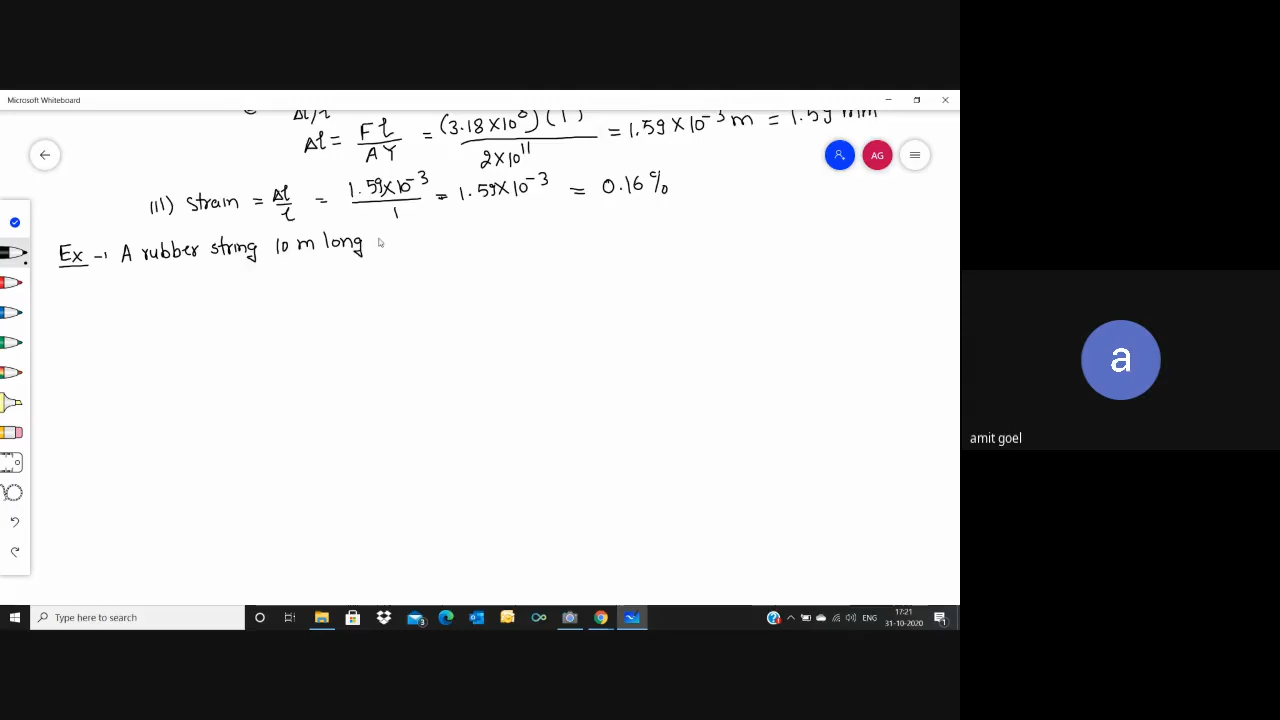 Microsoft Whiteboard
Δl = Fl / AY = (3.18×10⁸)(1) / 2×10¹¹ = 1.59×10⁻³ m = 1.59 mm
III) Strain = Δl / l = 1.59×10⁻³ / 1 = 1.59×10⁻³ = 0.16%
Ex -. A rubber string 10 m long
AG
a
amit goel
Type here to search
3
ENG
17:21
31-10-2020
1